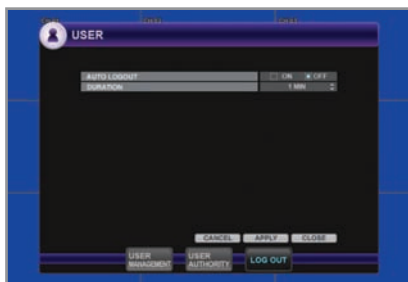 USER
AUTO LOGOUT ON OFF
DURATION 1 MIN
CANCEL APPLY CLOSE
USER MANAGEMENT
USER AUTHORITY
LOG OUT